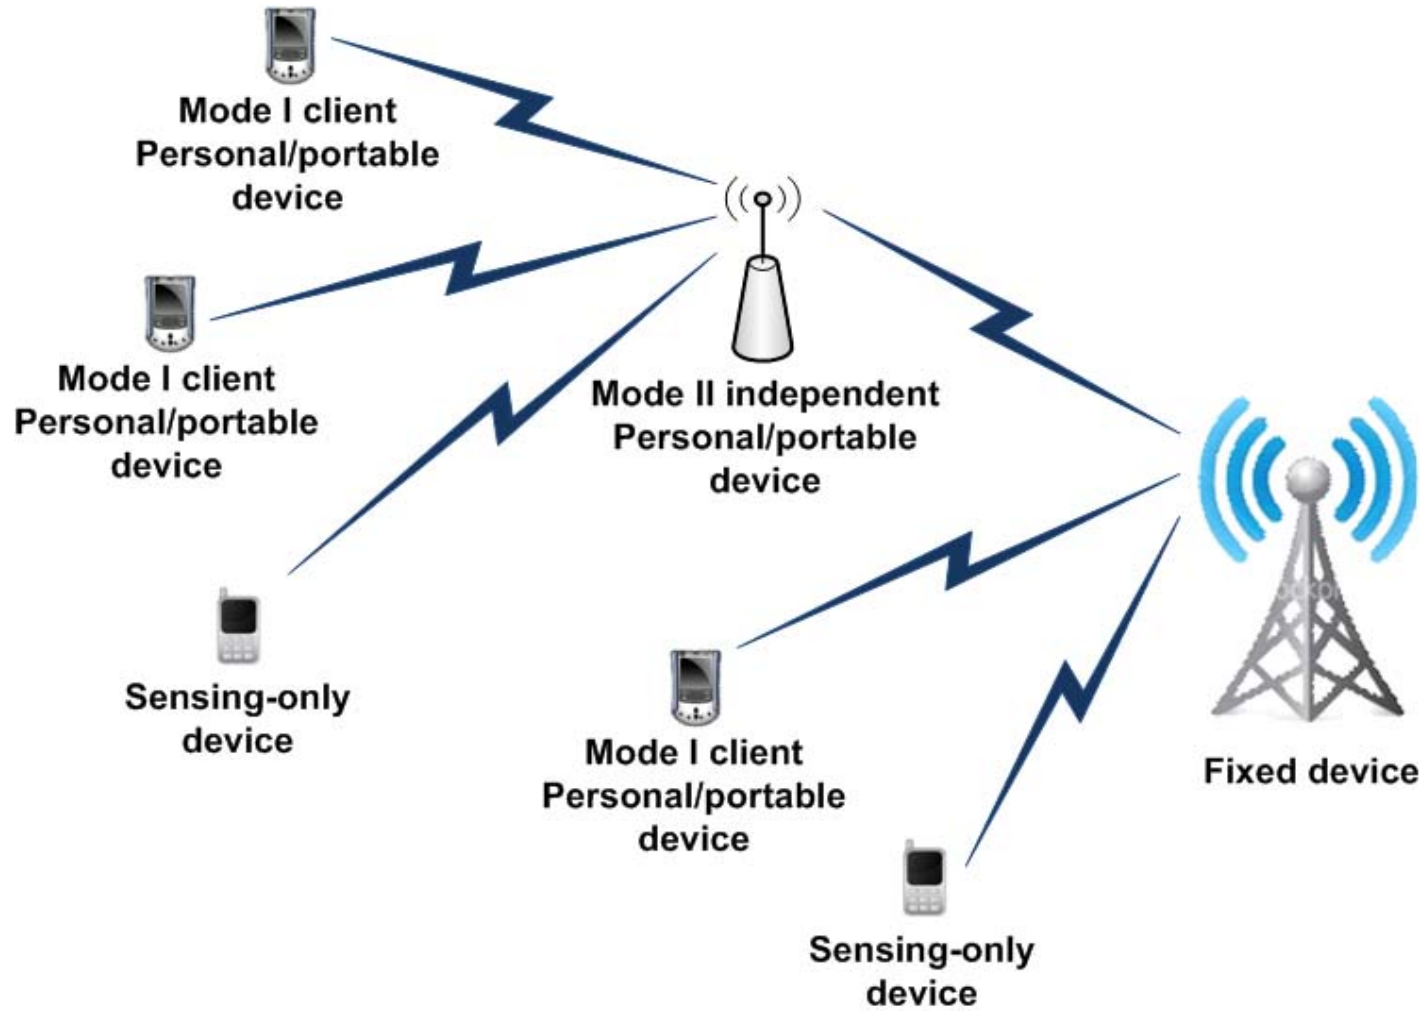 Mode I client
Personal/portable
device
Mode I client
Personal/portable
device
Mode II independent
Personal/portable
device
Sensing-only
device
Mode I client
Personal/portable
device
Fixed device
Sensing-only
device